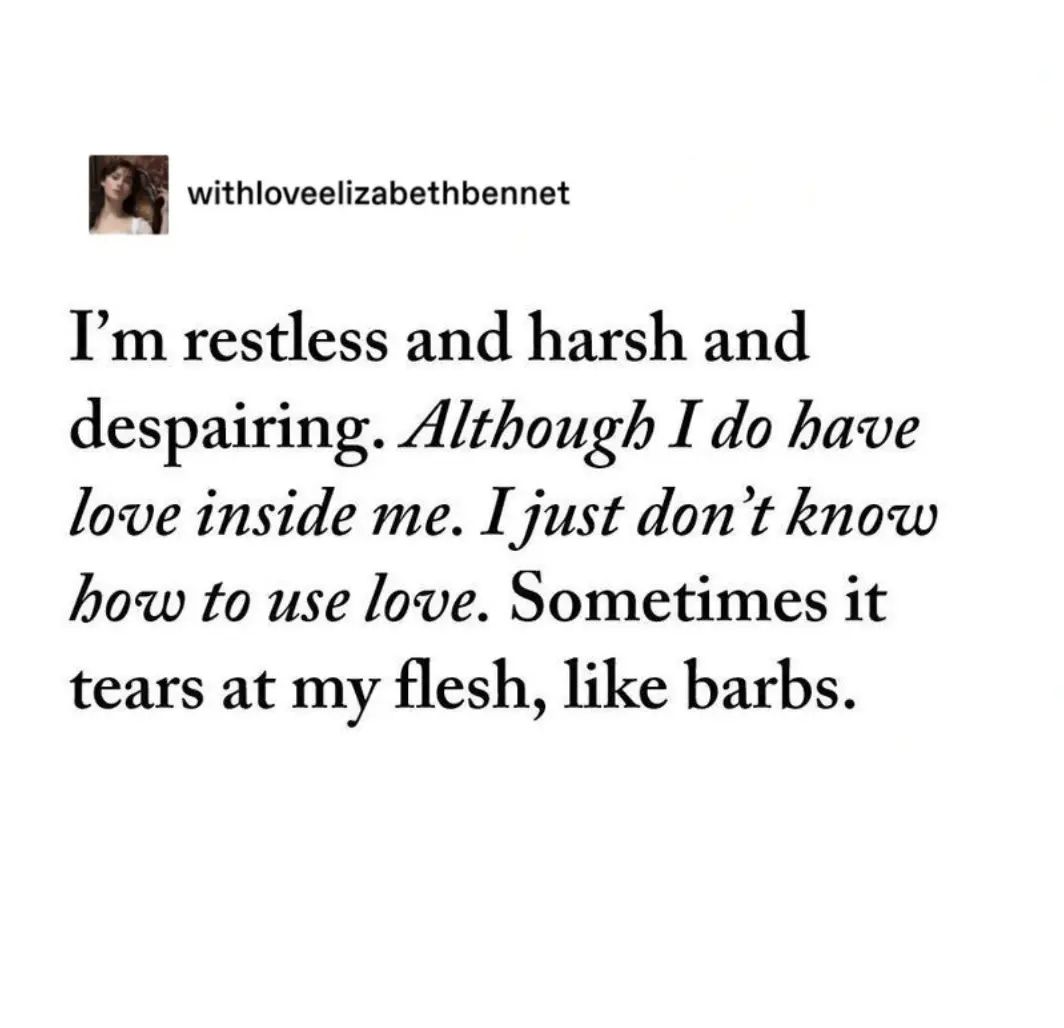 withloveelizabethbennet
I’m restless and harsh and
despairing. Although I do have
love inside me. I just don’t know
how to use love. Sometimes it
tears at my flesh, like barbs.